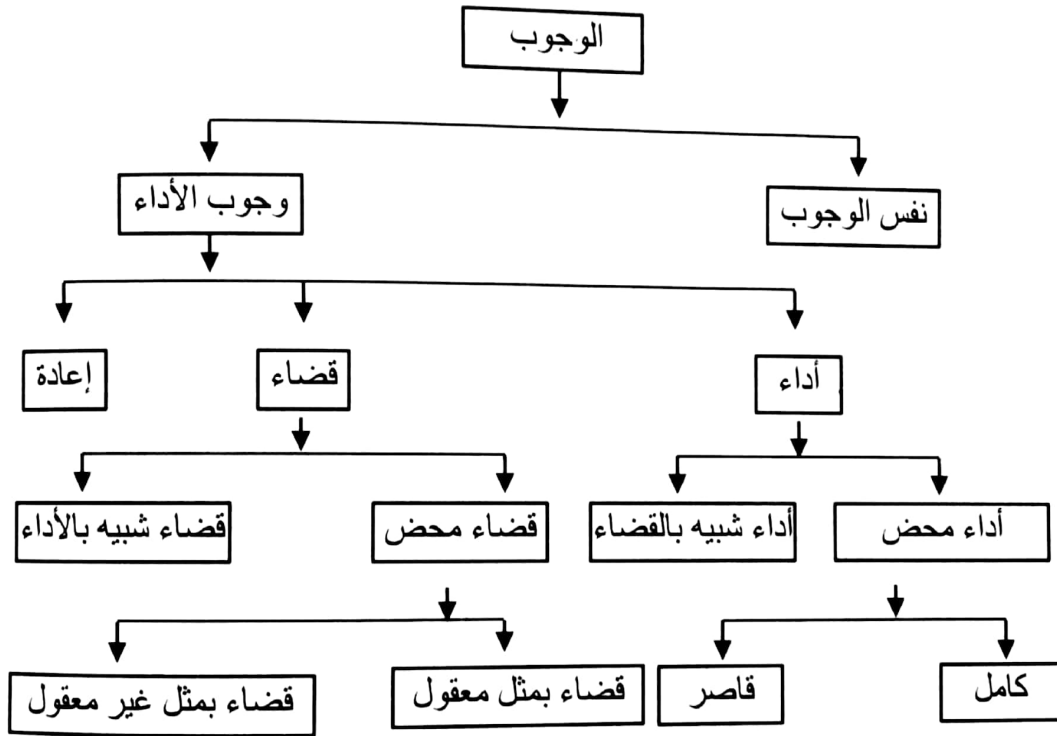 الوجوب
نفس الوجوب
وجوب الأداء
أداء
قضاء
إعادة
أداء محض
أداء شبيه بالقضاء
قضاء محض
قضاء شبيه بالأداء
كامل
قاصر
قضاء بمثل معقول
قضاء بمثل غير معقول